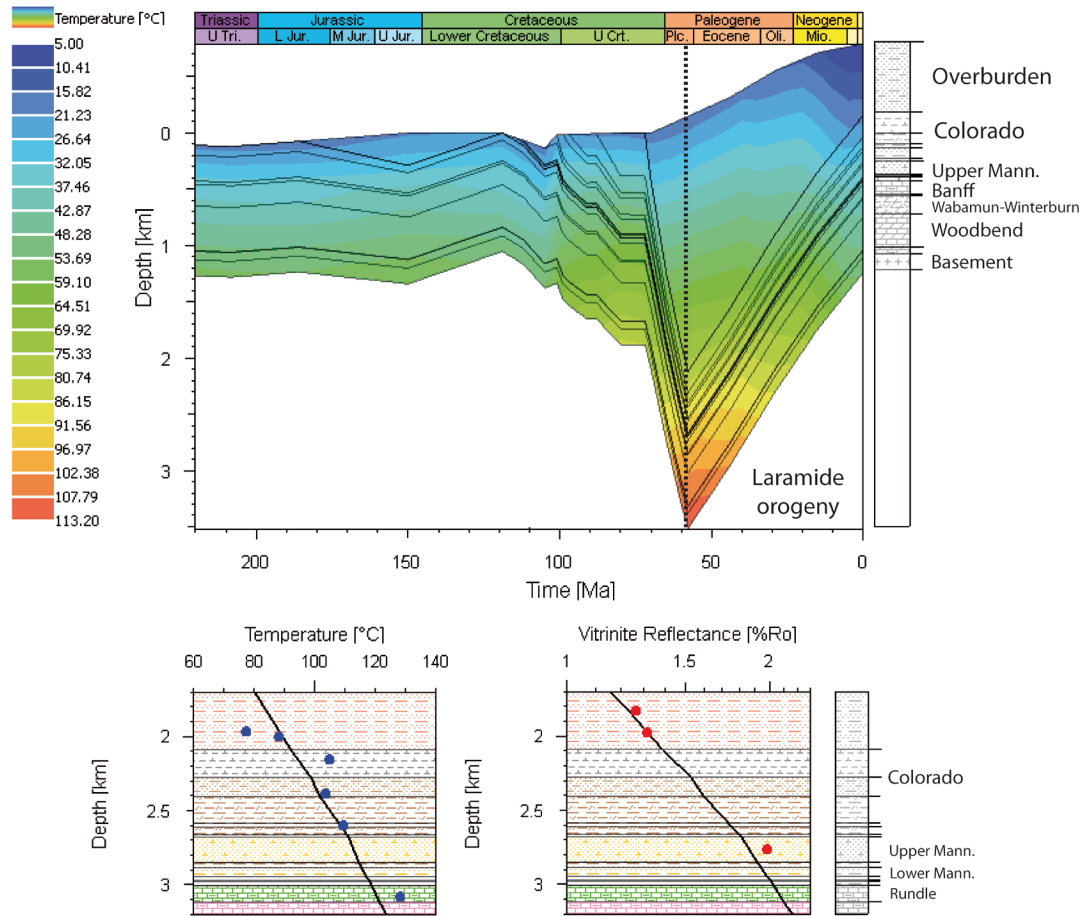 Temperature [°C]
Triassic Jurassic Cretaceous Paleogene Neogene
U Tri. L Jur. M Jur. U Jur. Lower Cretaceous U Crt. Plc. Eocene Oli. Mio.
5.00
10.41
15.82
21.23
26.64
32.05
37.46
42.87
48.28
53.69
59.10
64.51
69.92
75.33
80.74
86.15
91.56
96.97
102.38
107.79
113.20
Depth [km]
0
1
2
3
Laramide
orogeny
200 150 100 50 0
Time [Ma]
Overburden
Colorado
Upper Mann.
Banff
Wabamun-Winterburn
Woodbend
Basement
Temperature [°C]
60 80 100 120 140
Depth [km]
2
2.5
3
Vitrinite Reflectance [%Ro]
1 1.5 2
Depth [km]
2
2.5
3
Colorado
Upper Mann.
Lower Mann.
Rundle